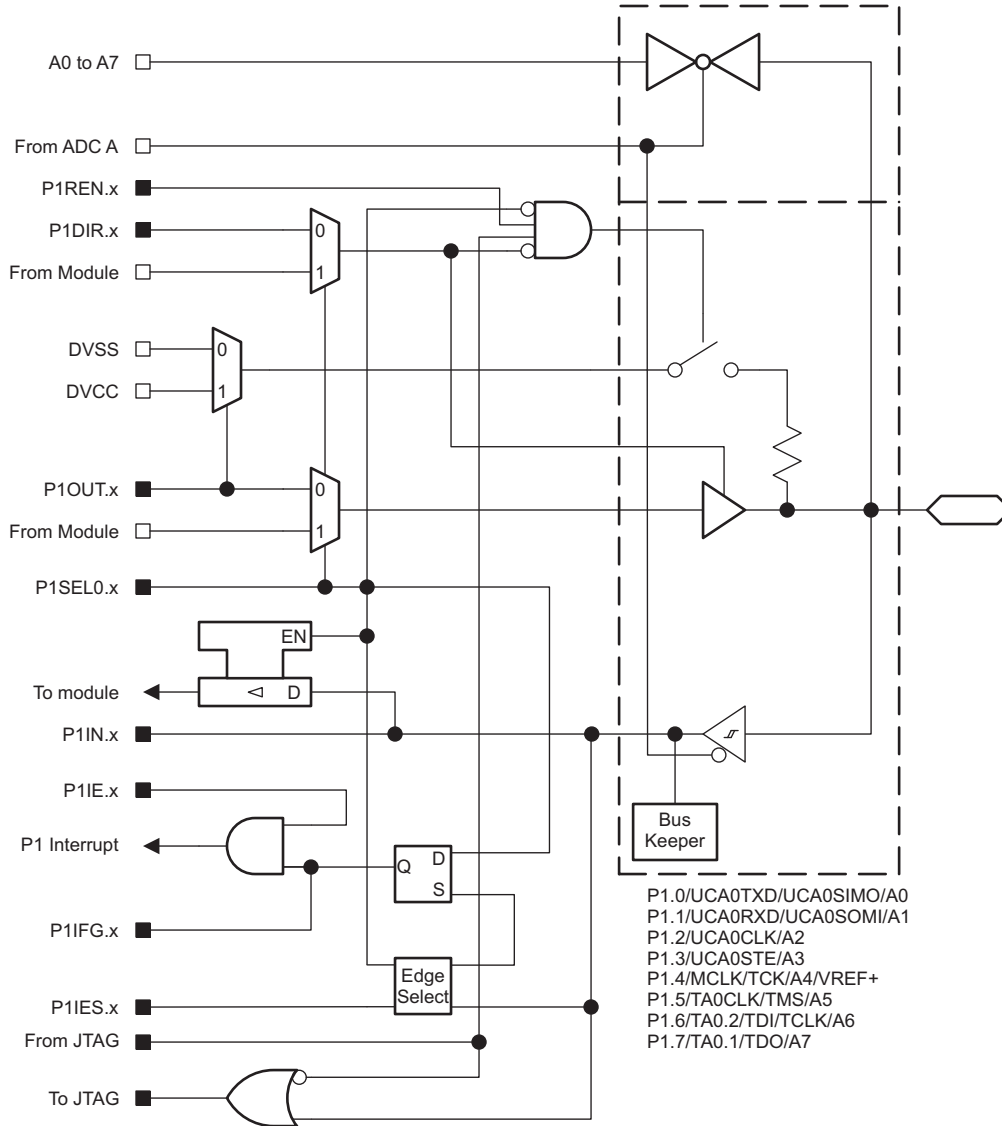 A0 to A7
From ADC A
P1REN.x
P1DIR.x
0
From Module
1
DVSS
0
DVCC
1
P1OUT.x
0
From Module
1
P1SEL0.x
EN
To module
D
P1IN.x
P1IE.x
Bus
Keeper
P1 Interrupt
Q
D
S
P1IFG.x
Edge
Select
P1IES.x
From JTAG
To JTAG
P1.0/UCA0TXD/UCA0SIMO/A0
P1.1/UCA0RXD/UCA0SOMI/A1
P1.2/UCA0CLK/A2
P1.3/UCA0STE/A3
P1.4/MCLK/TCK/A4/VREF+
P1.5/TA0CLK/TMS/A5
P1.6/TA0.2/TDI/TCLK/A6
P1.7/TA0.1/TDO/A7